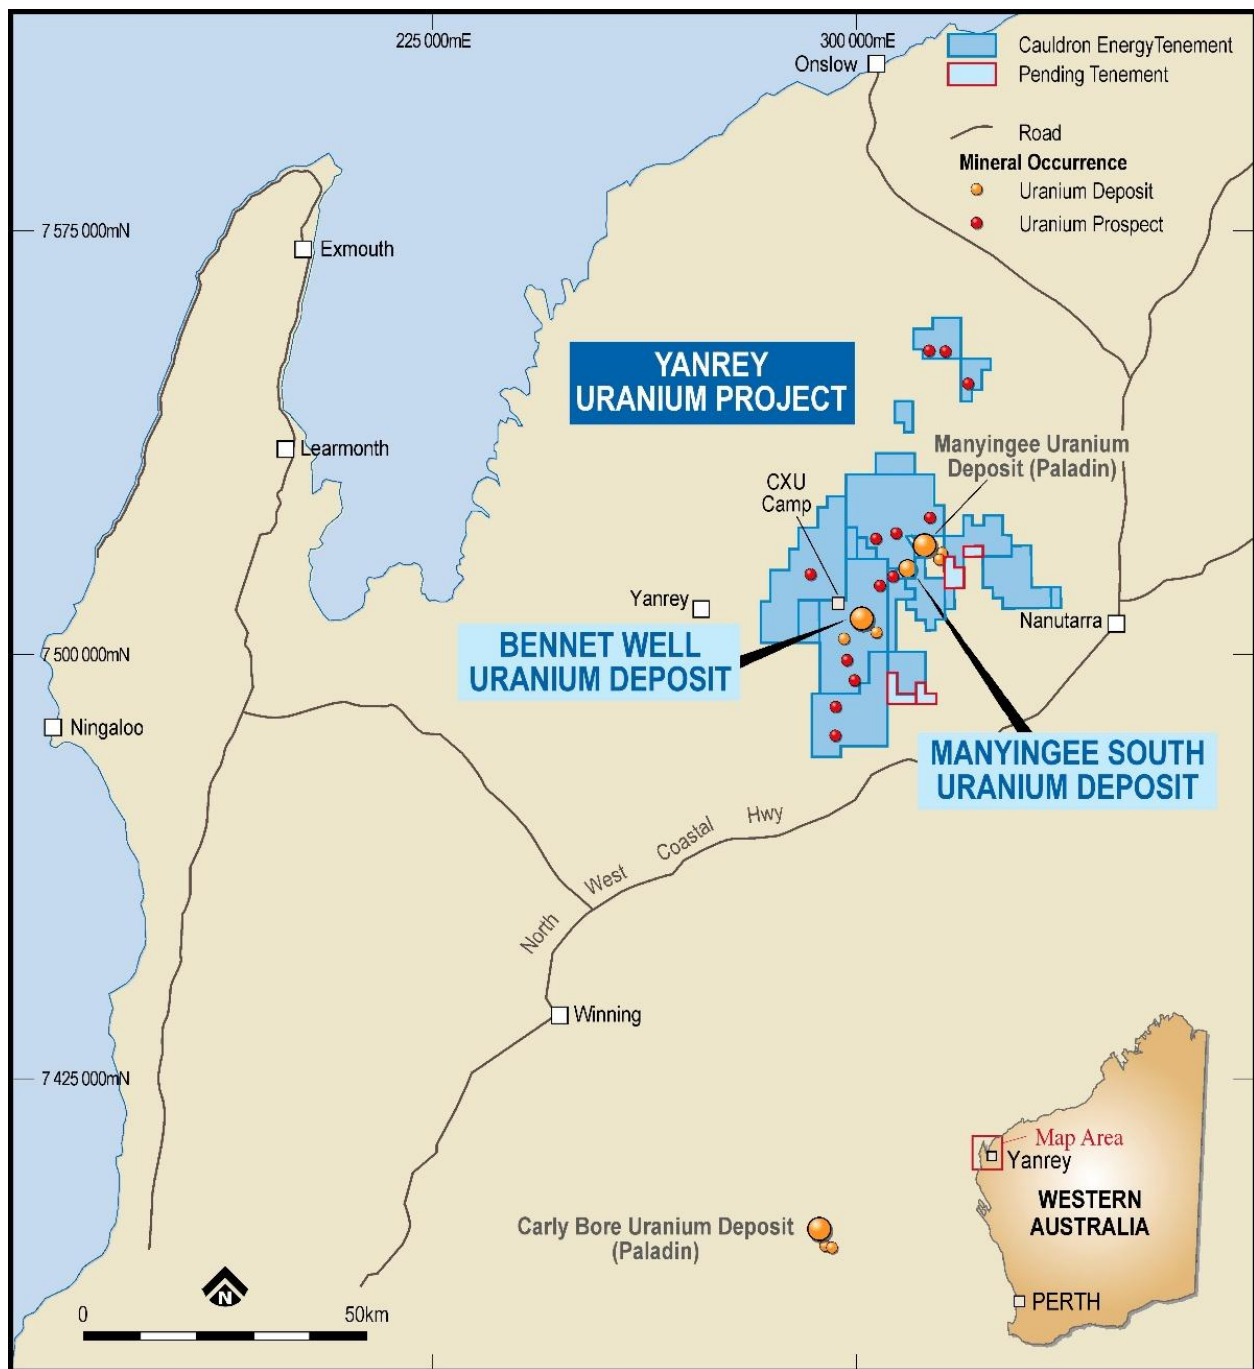 225 000mE
300 000mE
Onslow
Cauldron EnergyTenement
Pending Tenement
Road
Mineral Occurrence
Uranium Deposit
Uranium Prospect
7 575 000mN
Exmouth
YANREY
URANIUM PROJECT
Learmonth
Manyingee Uranium
Deposit (Paladin)
CXU
Camp
Yanrey
Nanutarra
BENNET WELL
URANIUM DEPOSIT
7 500 000mN
Ningaloo
MANYINGEE SOUTH
URANIUM DEPOSIT
North West Coastal Hwy
Winning
7 425 000mN
Map Area
Yanrey
WESTERN
AUSTRALIA
PERTH
Carly Bore Uranium Deposit
(Paladin)
N
0
50km